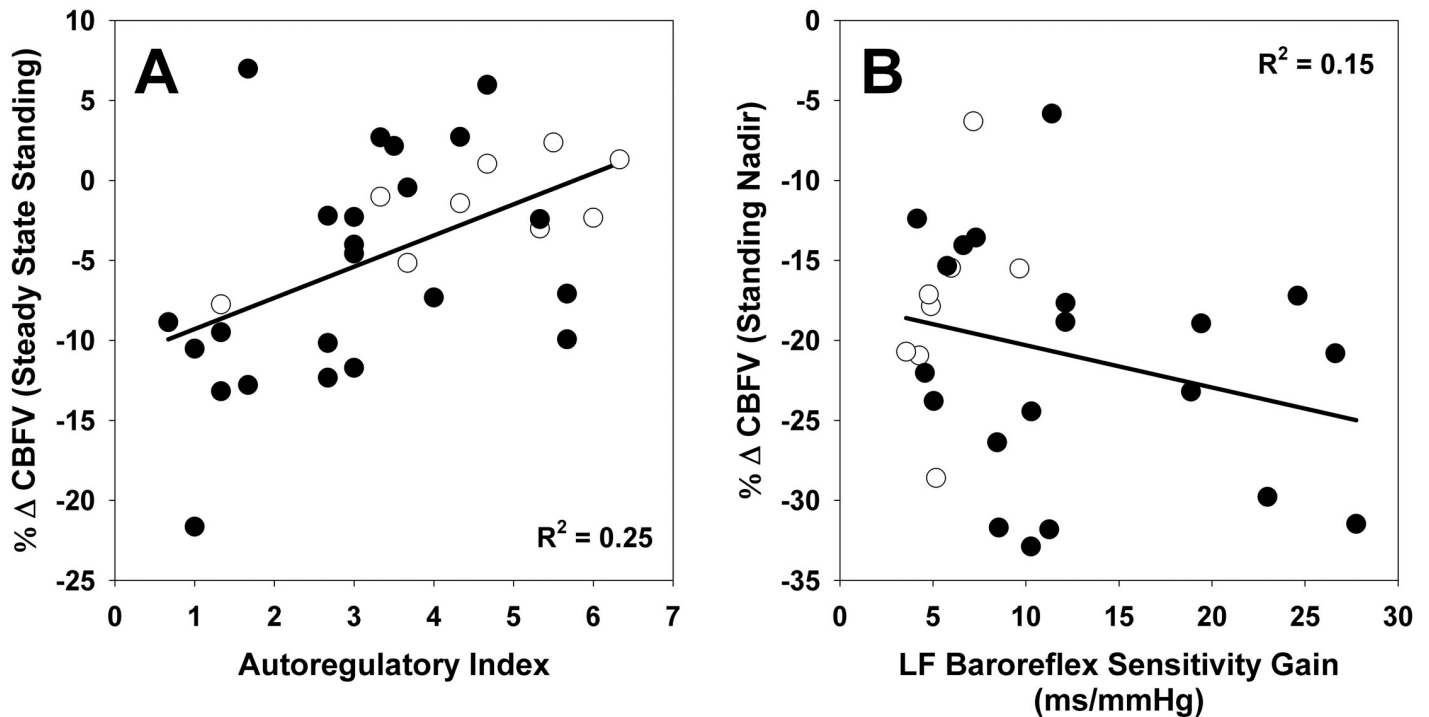 A
% Δ CBFV (Steady State Standing)
10
5
0
-5
-10
-15
-20
-25
R² = 0.25
0 1 2 3 4 5 6 7
Autoregulatory Index
B
% Δ CBFV (Standing Nadir)
0
-5
-10
-15
-20
-25
-30
-35
R² = 0.15
0 5 10 15 20 25 30
LF Baroreflex Sensitivity Gain
(ms/mmHg)